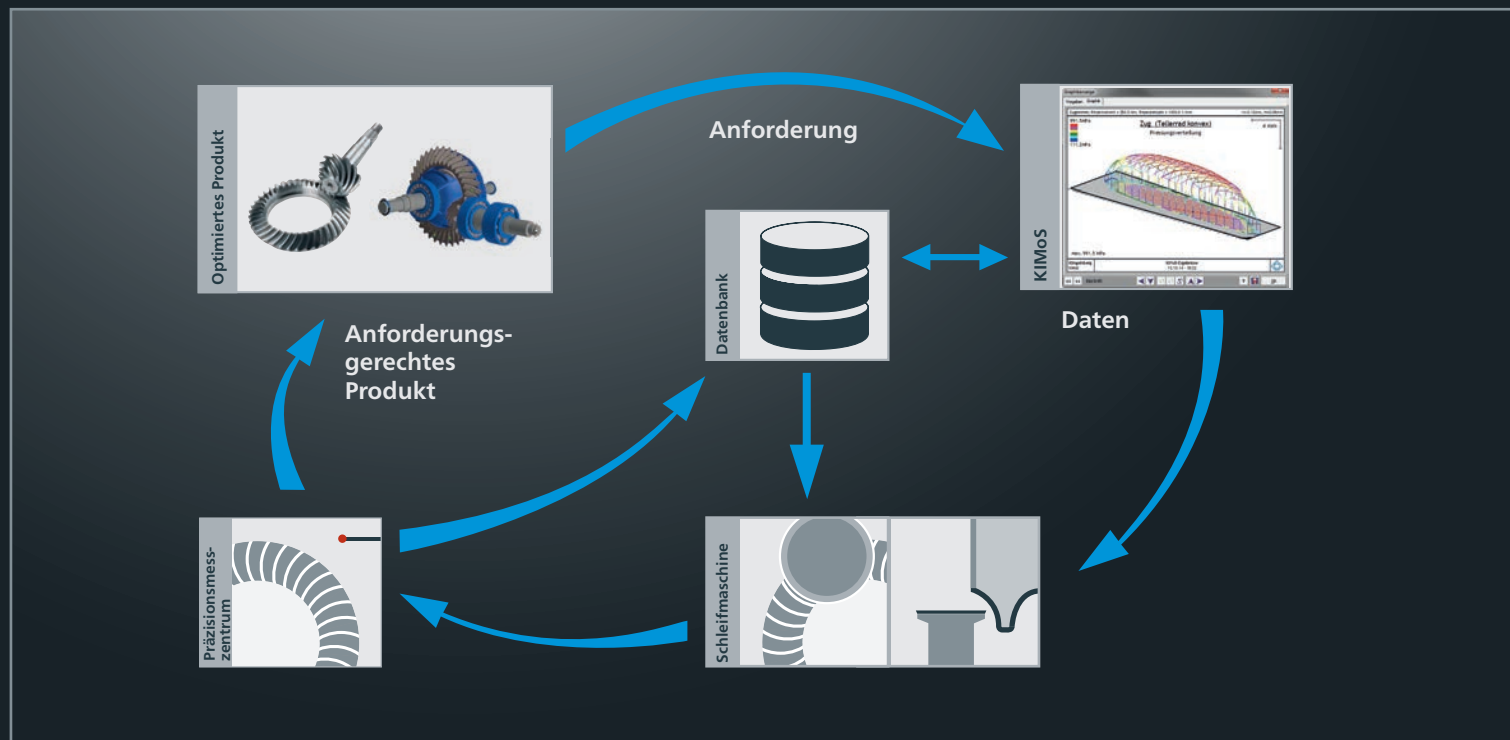 Optimiertes Produkt
Anforderung
KIMoS
Zug (Tellerrad konvex)
Pressungsverteilung
Datenbank
Daten
Anforderungs-
gerechtes
Produkt
Präzisionsmess-
zentrum
Schleifmaschine